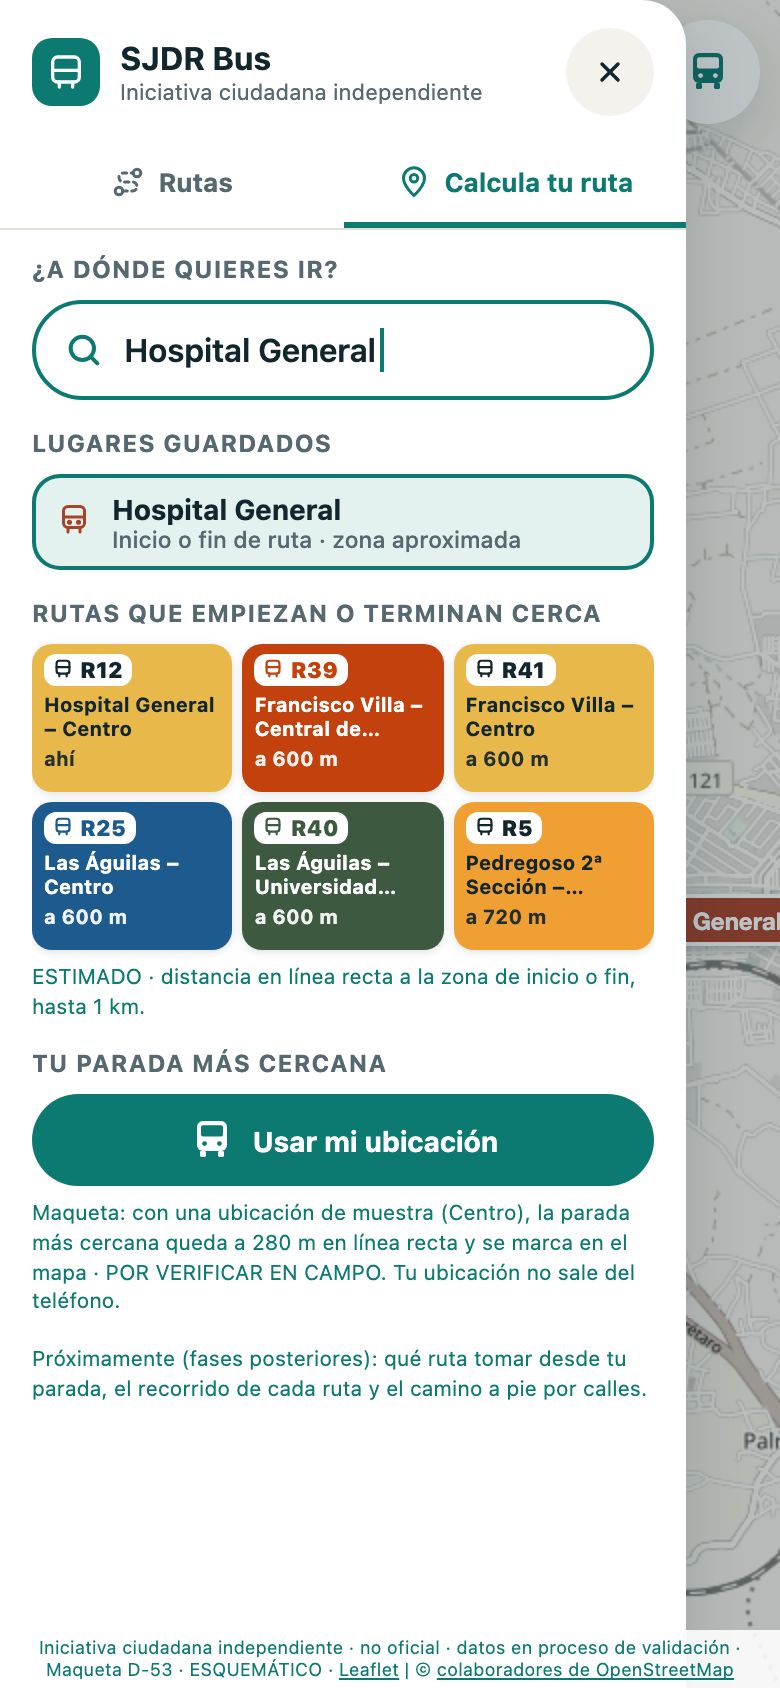 SJDR Bus
Iniciativa ciudadana independiente
Rutas
Calcula tu ruta
¿A DÓNDE QUIERES IR?
Hospital General
LUGARES GUARDADOS
Hospital General
Inicio o fin de ruta · zona aproximada
RUTAS QUE EMPIEZAN O TERMINAN CERCA
R12
Hospital General
– Centro
ahí
R39
Francisco Villa –
Central de...
a 600 m
R41
Francisco Villa –
Centro
a 600 m
R25
Las Águilas –
Centro
a 600 m
R40
Las Águilas –
Universidad...
a 600 m
R5
Pedregoso 2ª
Sección –...
a 720 m
121
General
ESTIMADO · distancia en línea recta a la zona de inicio o fin,
hasta 1 km.
TU PARADA MÁS CERCANA
Usar mi ubicación
Maqueta: con una ubicación de muestra (Centro), la parada
más cercana queda a 280 m en línea recta y se marca en el
mapa · POR VERIFICAR EN CAMPO. Tu ubicación no sale del
teléfono.
Próximamente (fases posteriores): qué ruta tomar desde tu
parada, el recorrido de cada ruta y el camino a pie por calles.
Iniciativa ciudadana independiente · no oficial · datos en proceso de validación ·
Maqueta D-53 · ESQUEMÁTICO · Leaflet | © colaboradores de OpenStreetMap